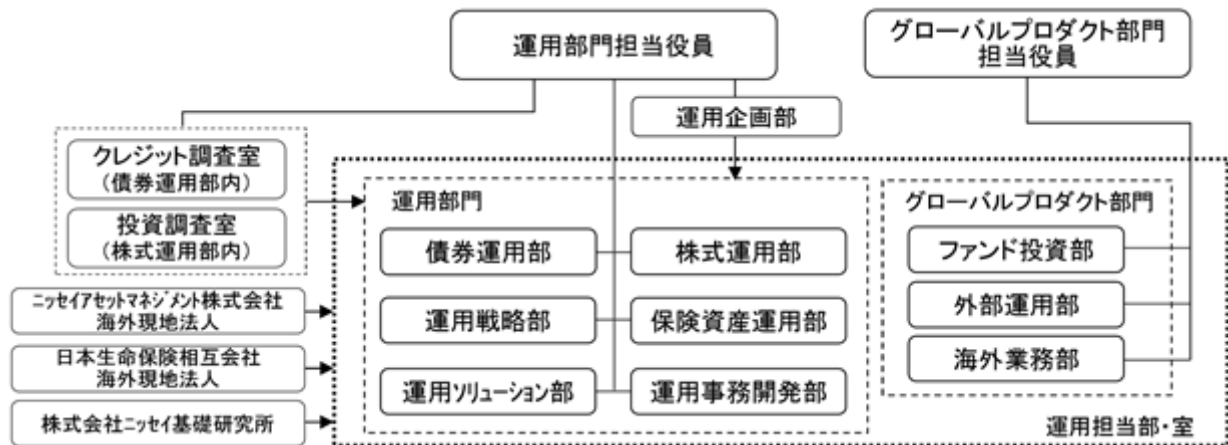 運用部門担当役員
グローバルプロダクト部門
担当役員
運用企画部
クレジット調査室
(債券運用部内)
投資調査室
(株式運用部内)
運用部門
債券運用部
株式運用部
運用戦略部
保険資産運用部
運用ソリューション部
運用事務開発部
グローバルプロダクト部門
ファンド投資部
外部運用部
海外業務部
ニッセイアセットマネジメント株式会社
海外現地法人
日本生命保険相互会社
海外現地法人
株式会社ニッセイ基礎研究所
運用担当部・室